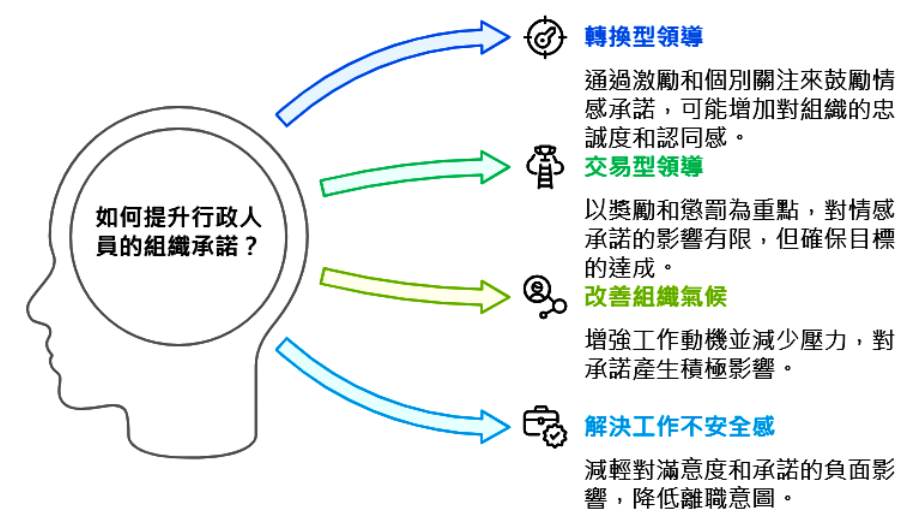 如何提升行政人
員的組織承諾？
轉換型領導
通過激勵和個別關注來鼓勵情
感承諾，可能增加對組織的忠
誠度和認同感。
交易型領導
以獎勵和懲罰為重點，對情感
承諾的影響有限，但確保目標
的達成。
改善組織氣候
增強工作動機並減少壓力，對
承諾產生積極影響。
解決工作不安全感
減輕對滿意度和承諾的負面影
響，降低離職意圖。